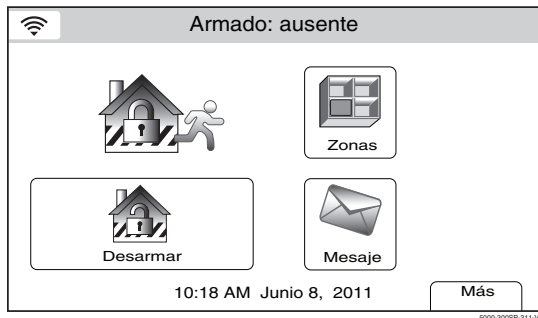 Armado: ausente
Zonas
Desarmar
Mesaje
10:18 AM Junio 8, 2011
Más